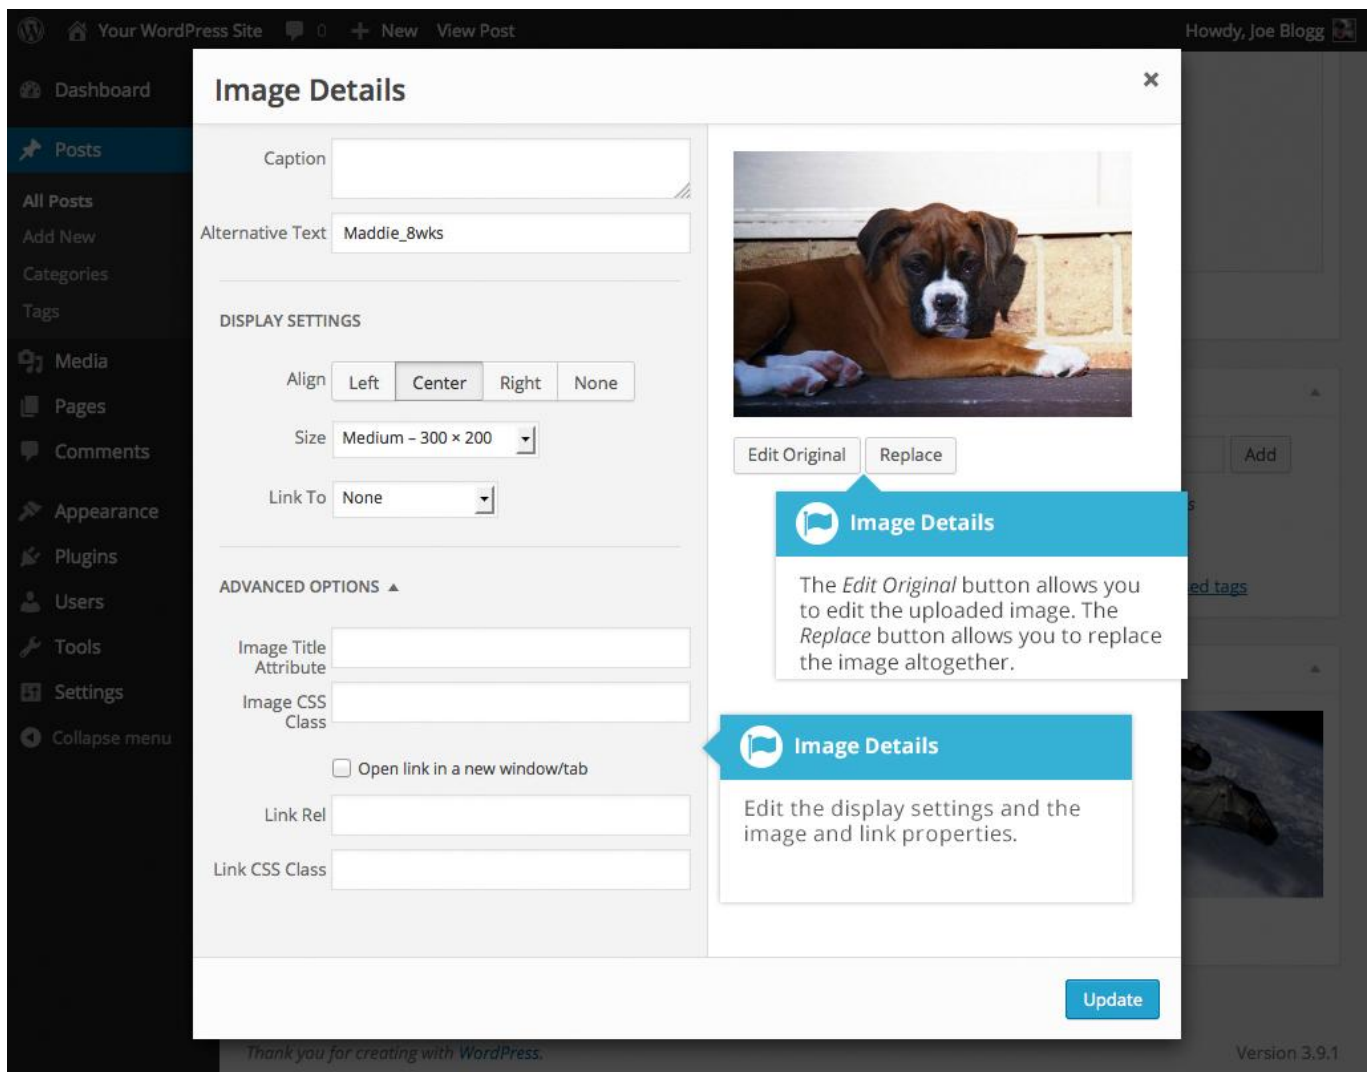 Your WordPress Site 0 New View Post Howdy, Joe Blogg
Dashboard
Posts
All Posts
Add New
Categories
Tags
Media
Pages
Comments
Appearance
Plugins
Users
Tools
Settings
Collapse menu
Image Details ×
Caption
Alternative Text Maddie_8wks
DISPLAY SETTINGS
Align Left Center Right None
Size Medium – 300 × 200
Link To None
ADVANCED OPTIONS
Image Title
Attribute
Image CSS
Class
Open link in a new window/tab
Link Rel
Link CSS Class
Edit Original Replace
Image Details
The Edit Original button allows you
to edit the uploaded image. The
Replace button allows you to replace
the image altogether.
Image Details
Edit the display settings and the
image and link properties.
Update
Add
tags
Thank you for creating with WordPress.
Version 3.9.1